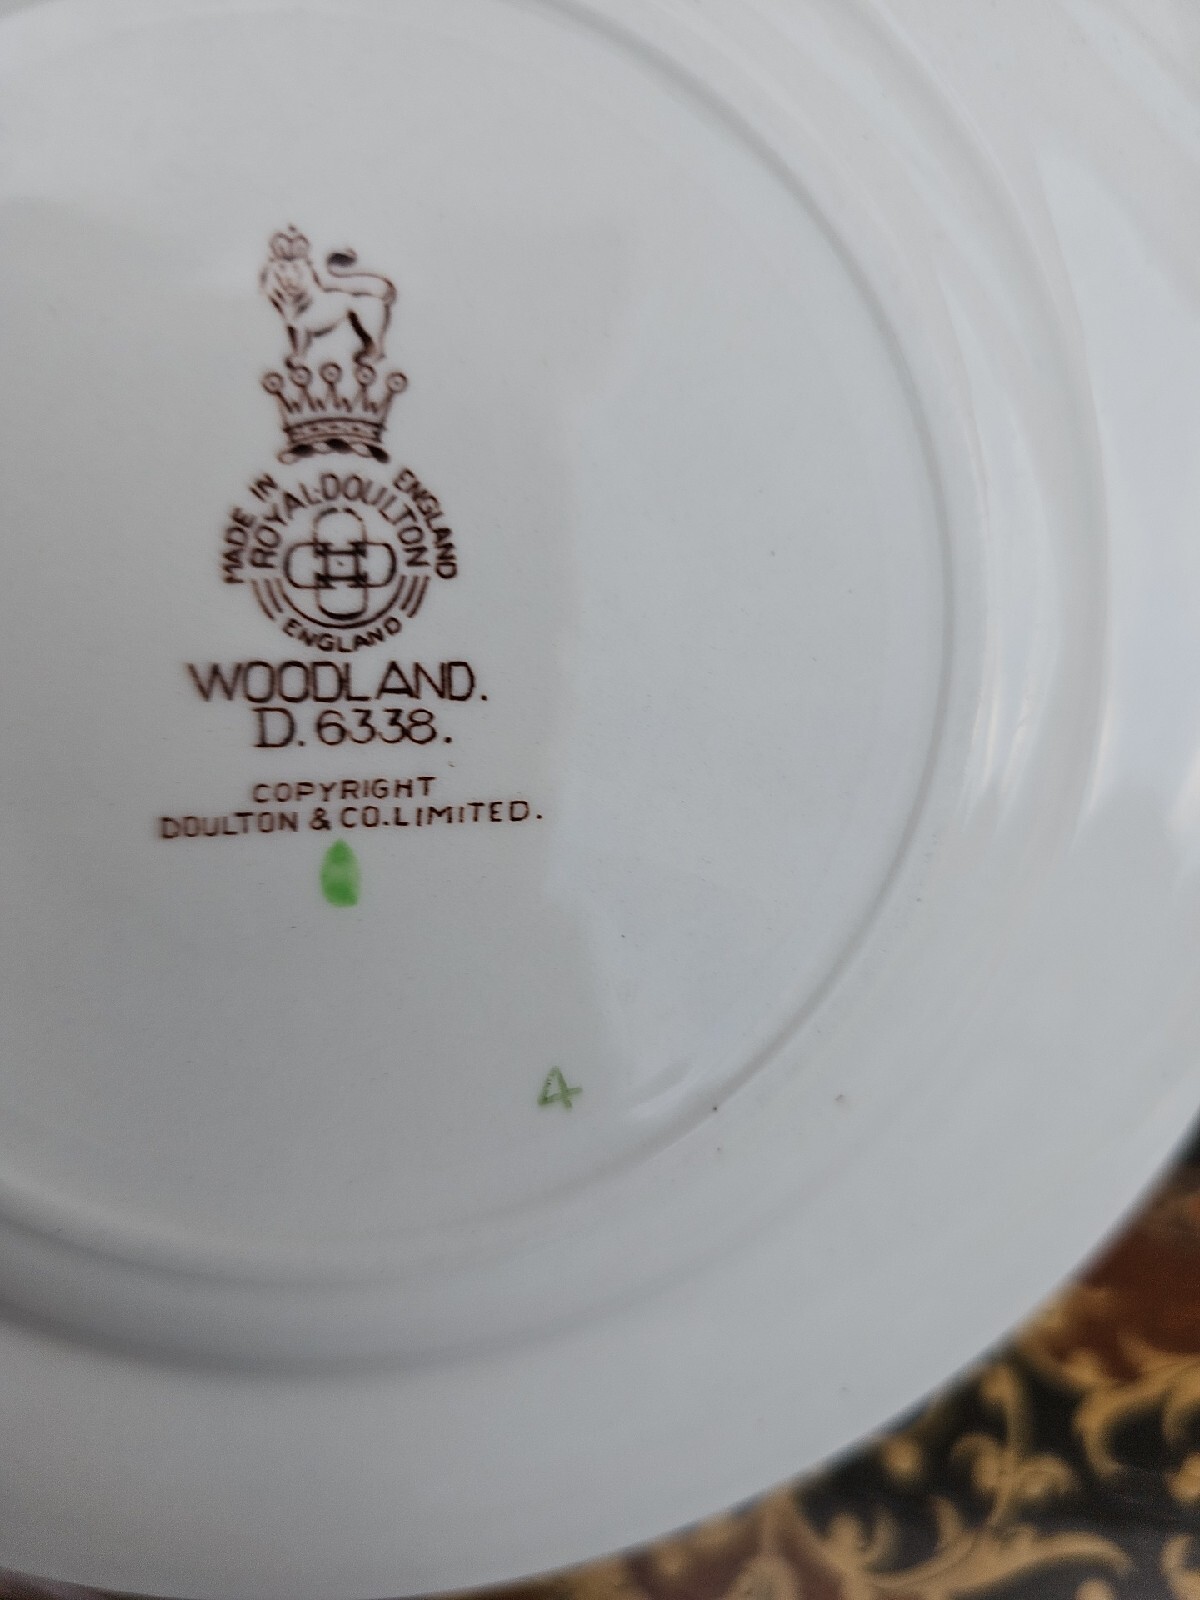 MADE IN ENGLAND
ROYAL·DOULTON
ENGLAND
WOODLAND.
D.6338.
COPYRIGHT
DOULTON & CO.LIMITED.
4